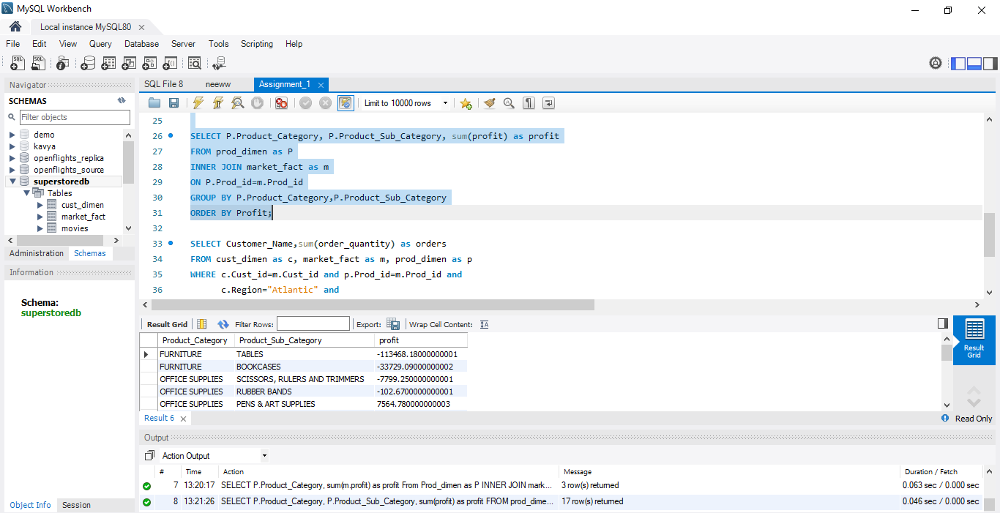 MySQL Workbench
Local instance MySQL80
File Edit View Query Database Server Tools Scripting Help
Navigator
SCHEMAS
Filter objects
demo
kavya
openflights_replica
openflights_source
superstoredb
Tables
cust_dimen
market_fact
movies
Administration Schemas
Information
Schema:
superstoredb
Object Info Session
SQL File 8 neeww Assignment_1
Limit to 10000 rows
25
26 SELECT P.Product_Category, P.Product_Sub_Category, sum(profit) as profit
27 FROM prod_dimen as P
28 INNER JOIN market_fact as m
29 ON P.Prod_id=m.Prod_id
30 GROUP BY P.Product_Category,P.Product_Sub_Category
31 ORDER BY Profit;
32
33 SELECT Customer_Name,sum(order_quantity) as orders
34 FROM cust_dimen as c, market_fact as m, prod_dimen as p
35 WHERE c.Cust_id=m.Cust_id and p.Prod_id=m.Prod_id and
36 c.Region="Atlantic" and
Result Grid Filter Rows: Export: Wrap Cell Content:
Product_Category Product_Sub_Category profit
FURNITURE TABLES -113468.18000000001
FURNITURE BOOKCASES -33729.09000000002
OFFICE SUPPLIES SCISSORS, RULERS AND TRIMMERS -7799.250000000001
OFFICE SUPPLIES RUBBER BANDS -102.6700000000001
OFFICE SUPPLIES PENS & ART SUPPLIES 7564.780000000003
Result Grid
Result 6
Read Only
Output
Action Output
# Time Action Message Duration / Fetch
7 13:20:17 SELECT P.Product_Category, sum(m.profit) as profit From Prod_dimen as P INNER JOIN mark... 3 row(s) returned 0.063 sec / 0.000 sec
8 13:21:26 SELECT P.Product_Category, P.Product_Sub_Category, sum(profit) as profit FROM prod_dime... 17 row(s) returned 0.046 sec / 0.000 sec